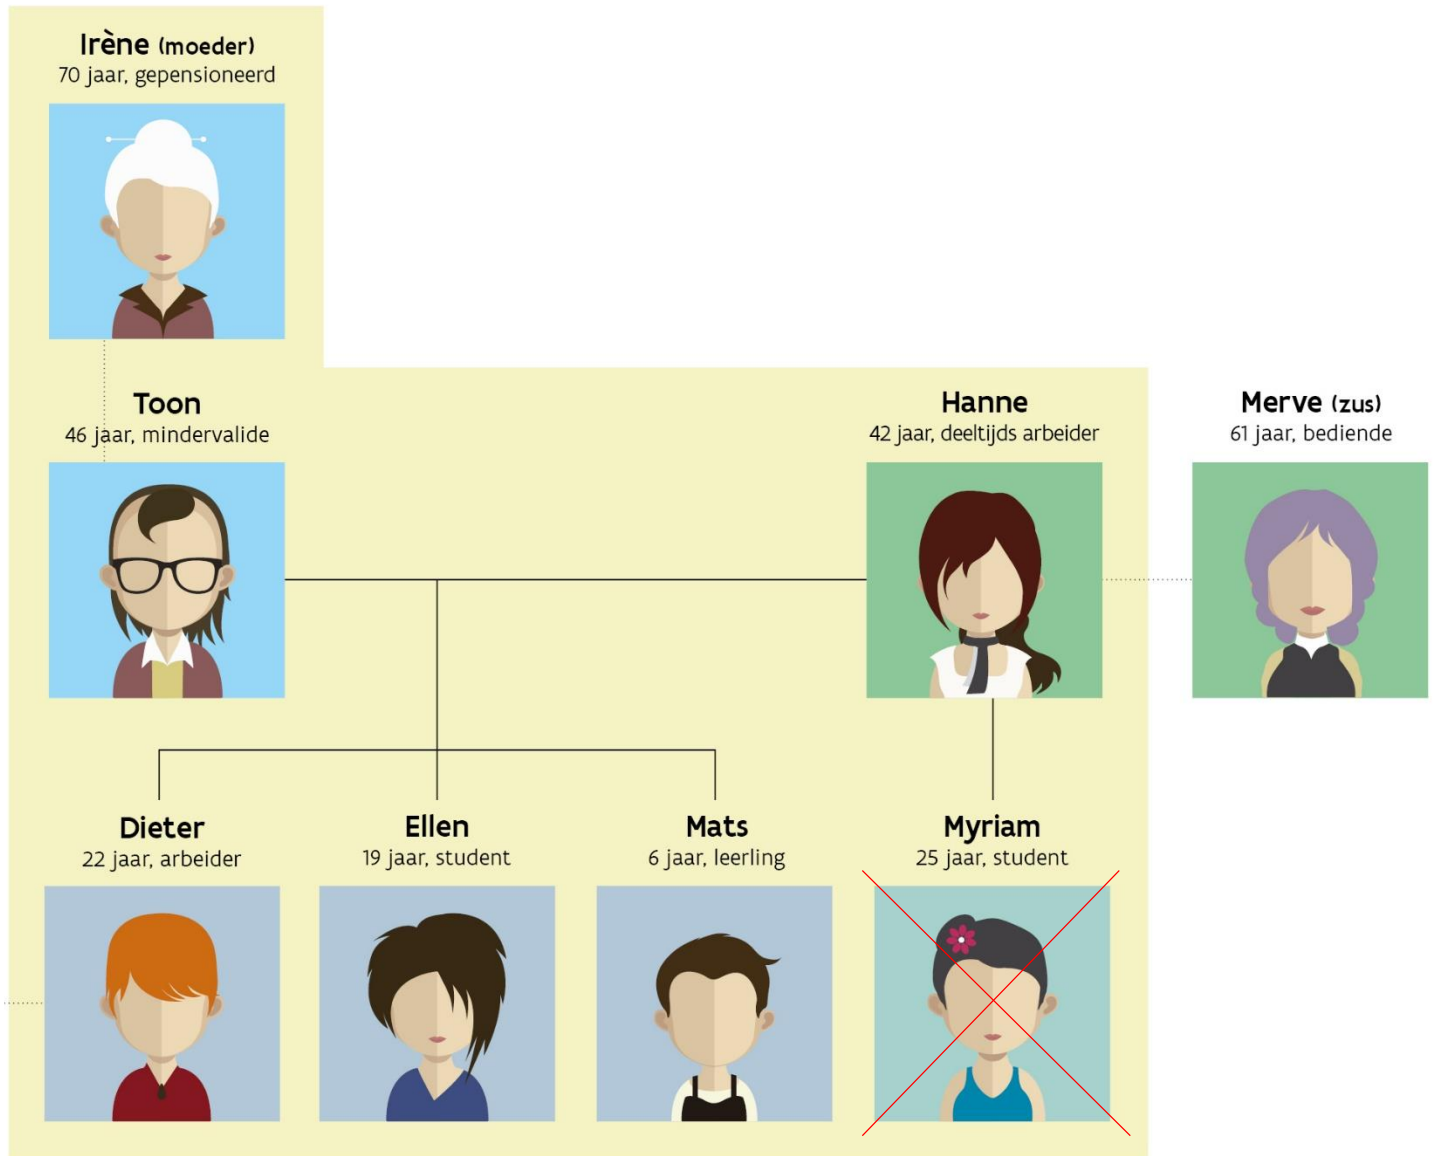 Irène (moeder)
70 jaar, gepensioneerd
Toon
46 jaar, mindervalide
Hanne
42 jaar, deeltijds arbeider
Merve (zus)
61 jaar, bediende
Dieter
22 jaar, arbeider
Ellen
19 jaar, student
Mats
6 jaar, leerling
Myriam
25 jaar, student